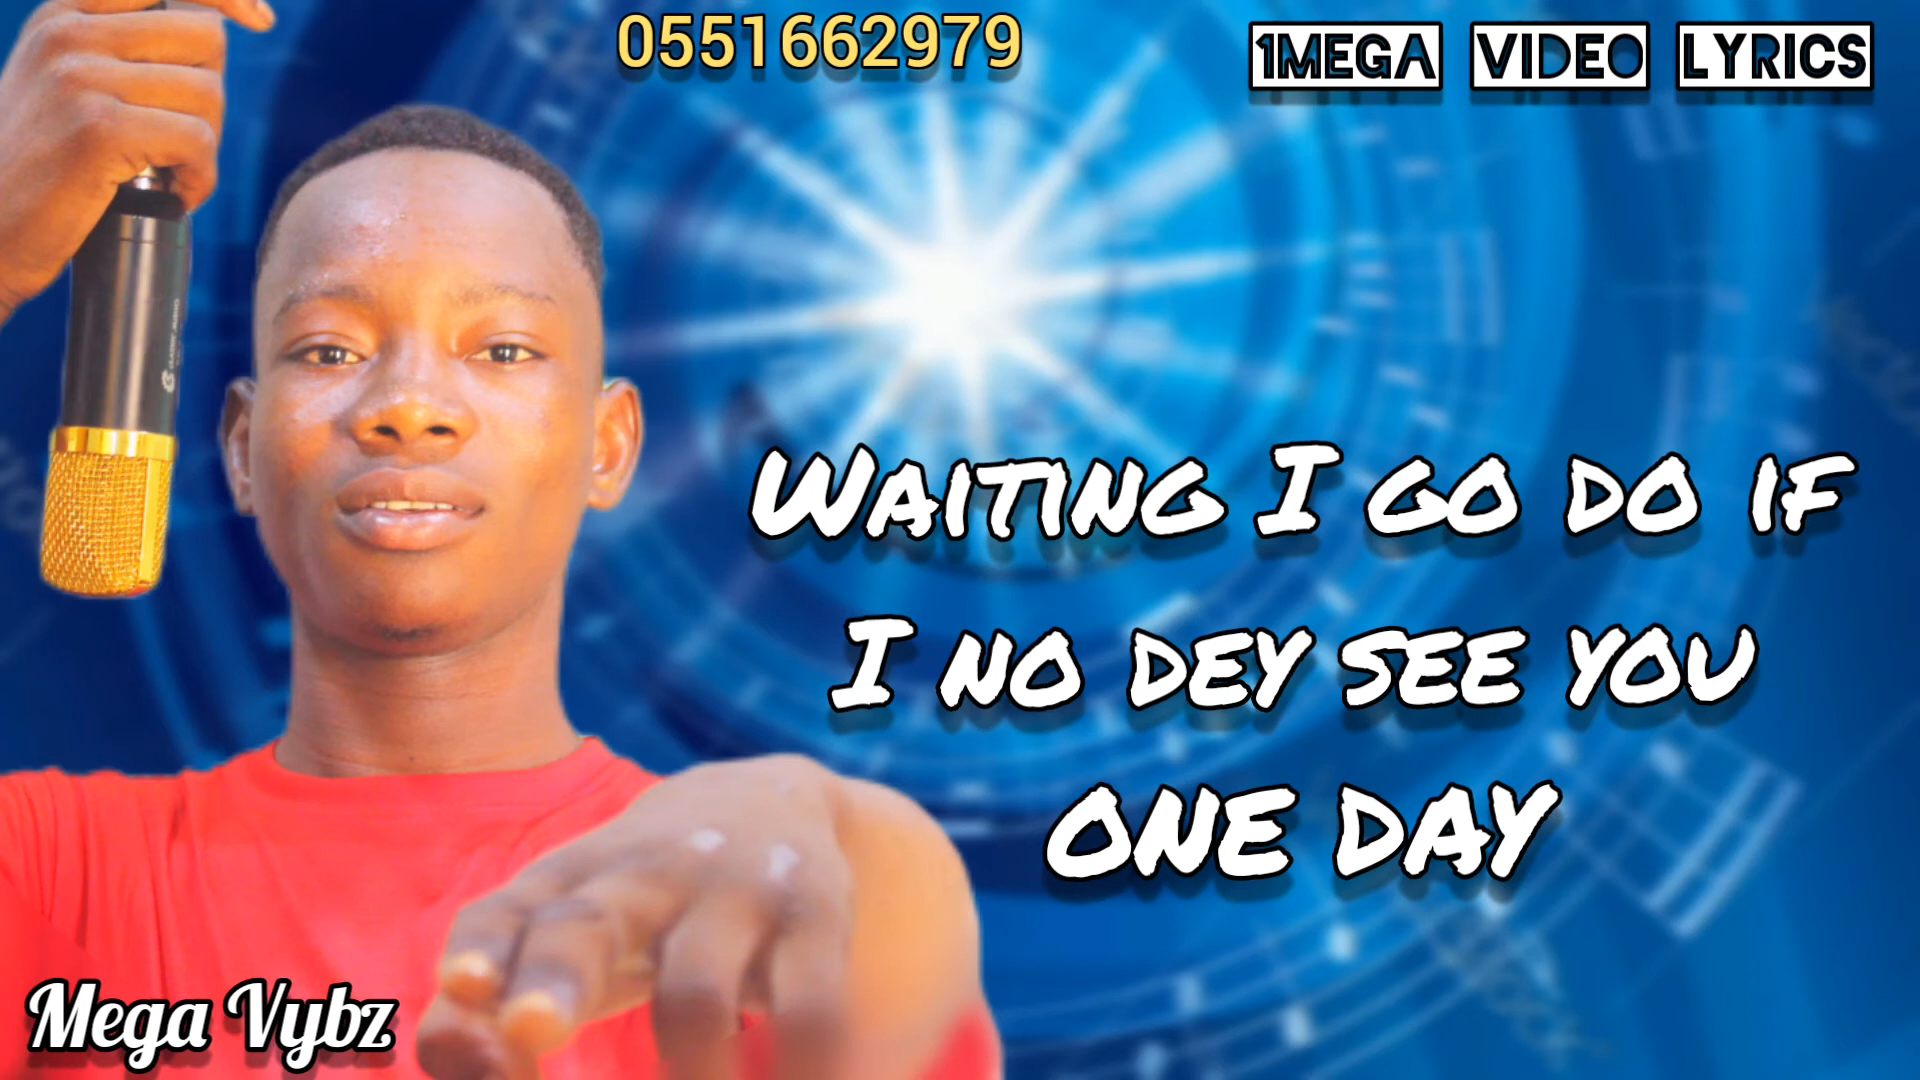 0551662979
1MEGA VIDEO LYRICS
WAITING I GO DO IF
I NO DEY SEE YOU
ONE DAY
Mega Vybz